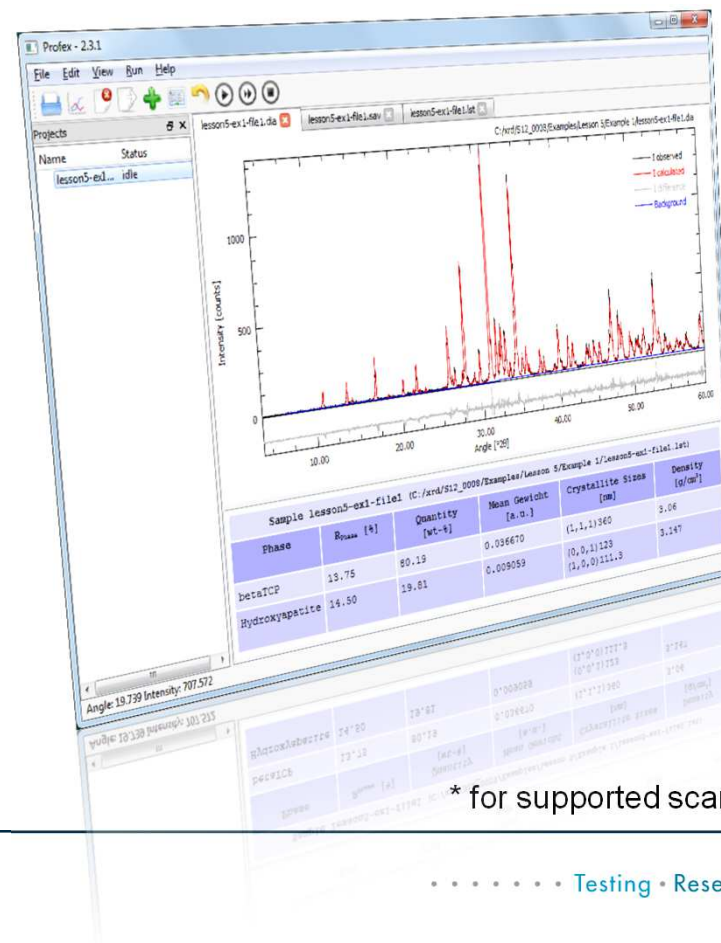 Profex - 2.3.1
File Edit View Run Help
Projects
Name Status
lesson5-ex1... idle
lesson5-ex1-file1.dia
lesson5-ex1-file1.sav
lesson5-ex1-file1.lst
C:/xrd/S12_0008/Examples/Lesson 5/Example 1/lesson5-ex1-file1.dia
I observed
I calculated
I difference
Background
Intensity [counts]
1000
500
0
10.00 20.00 30.00 40.00 50.00 60.00
Angle [°2θ]
Sample lesson5-ex1-file1 (C:/xrd/S12_0008/Examples/Lesson 5/Example 1/lesson5-ex1-file1.lst)
Phase R_Phase [%] Quantity [wt-%] Mean Gewicht [a.u.] Crystallite Sizes [nm] Density [g/cm³]
betaTCP 13.75 80.19 0.036670 (1,1,1)360 3.06
Hydroxyapatite 14.50 19.81 0.009059 (0,0,1)123 3.147
(1,0,0)111.3
Angle: 19.739 Intensity: 707.572
* for supported scar
Testing • Rese